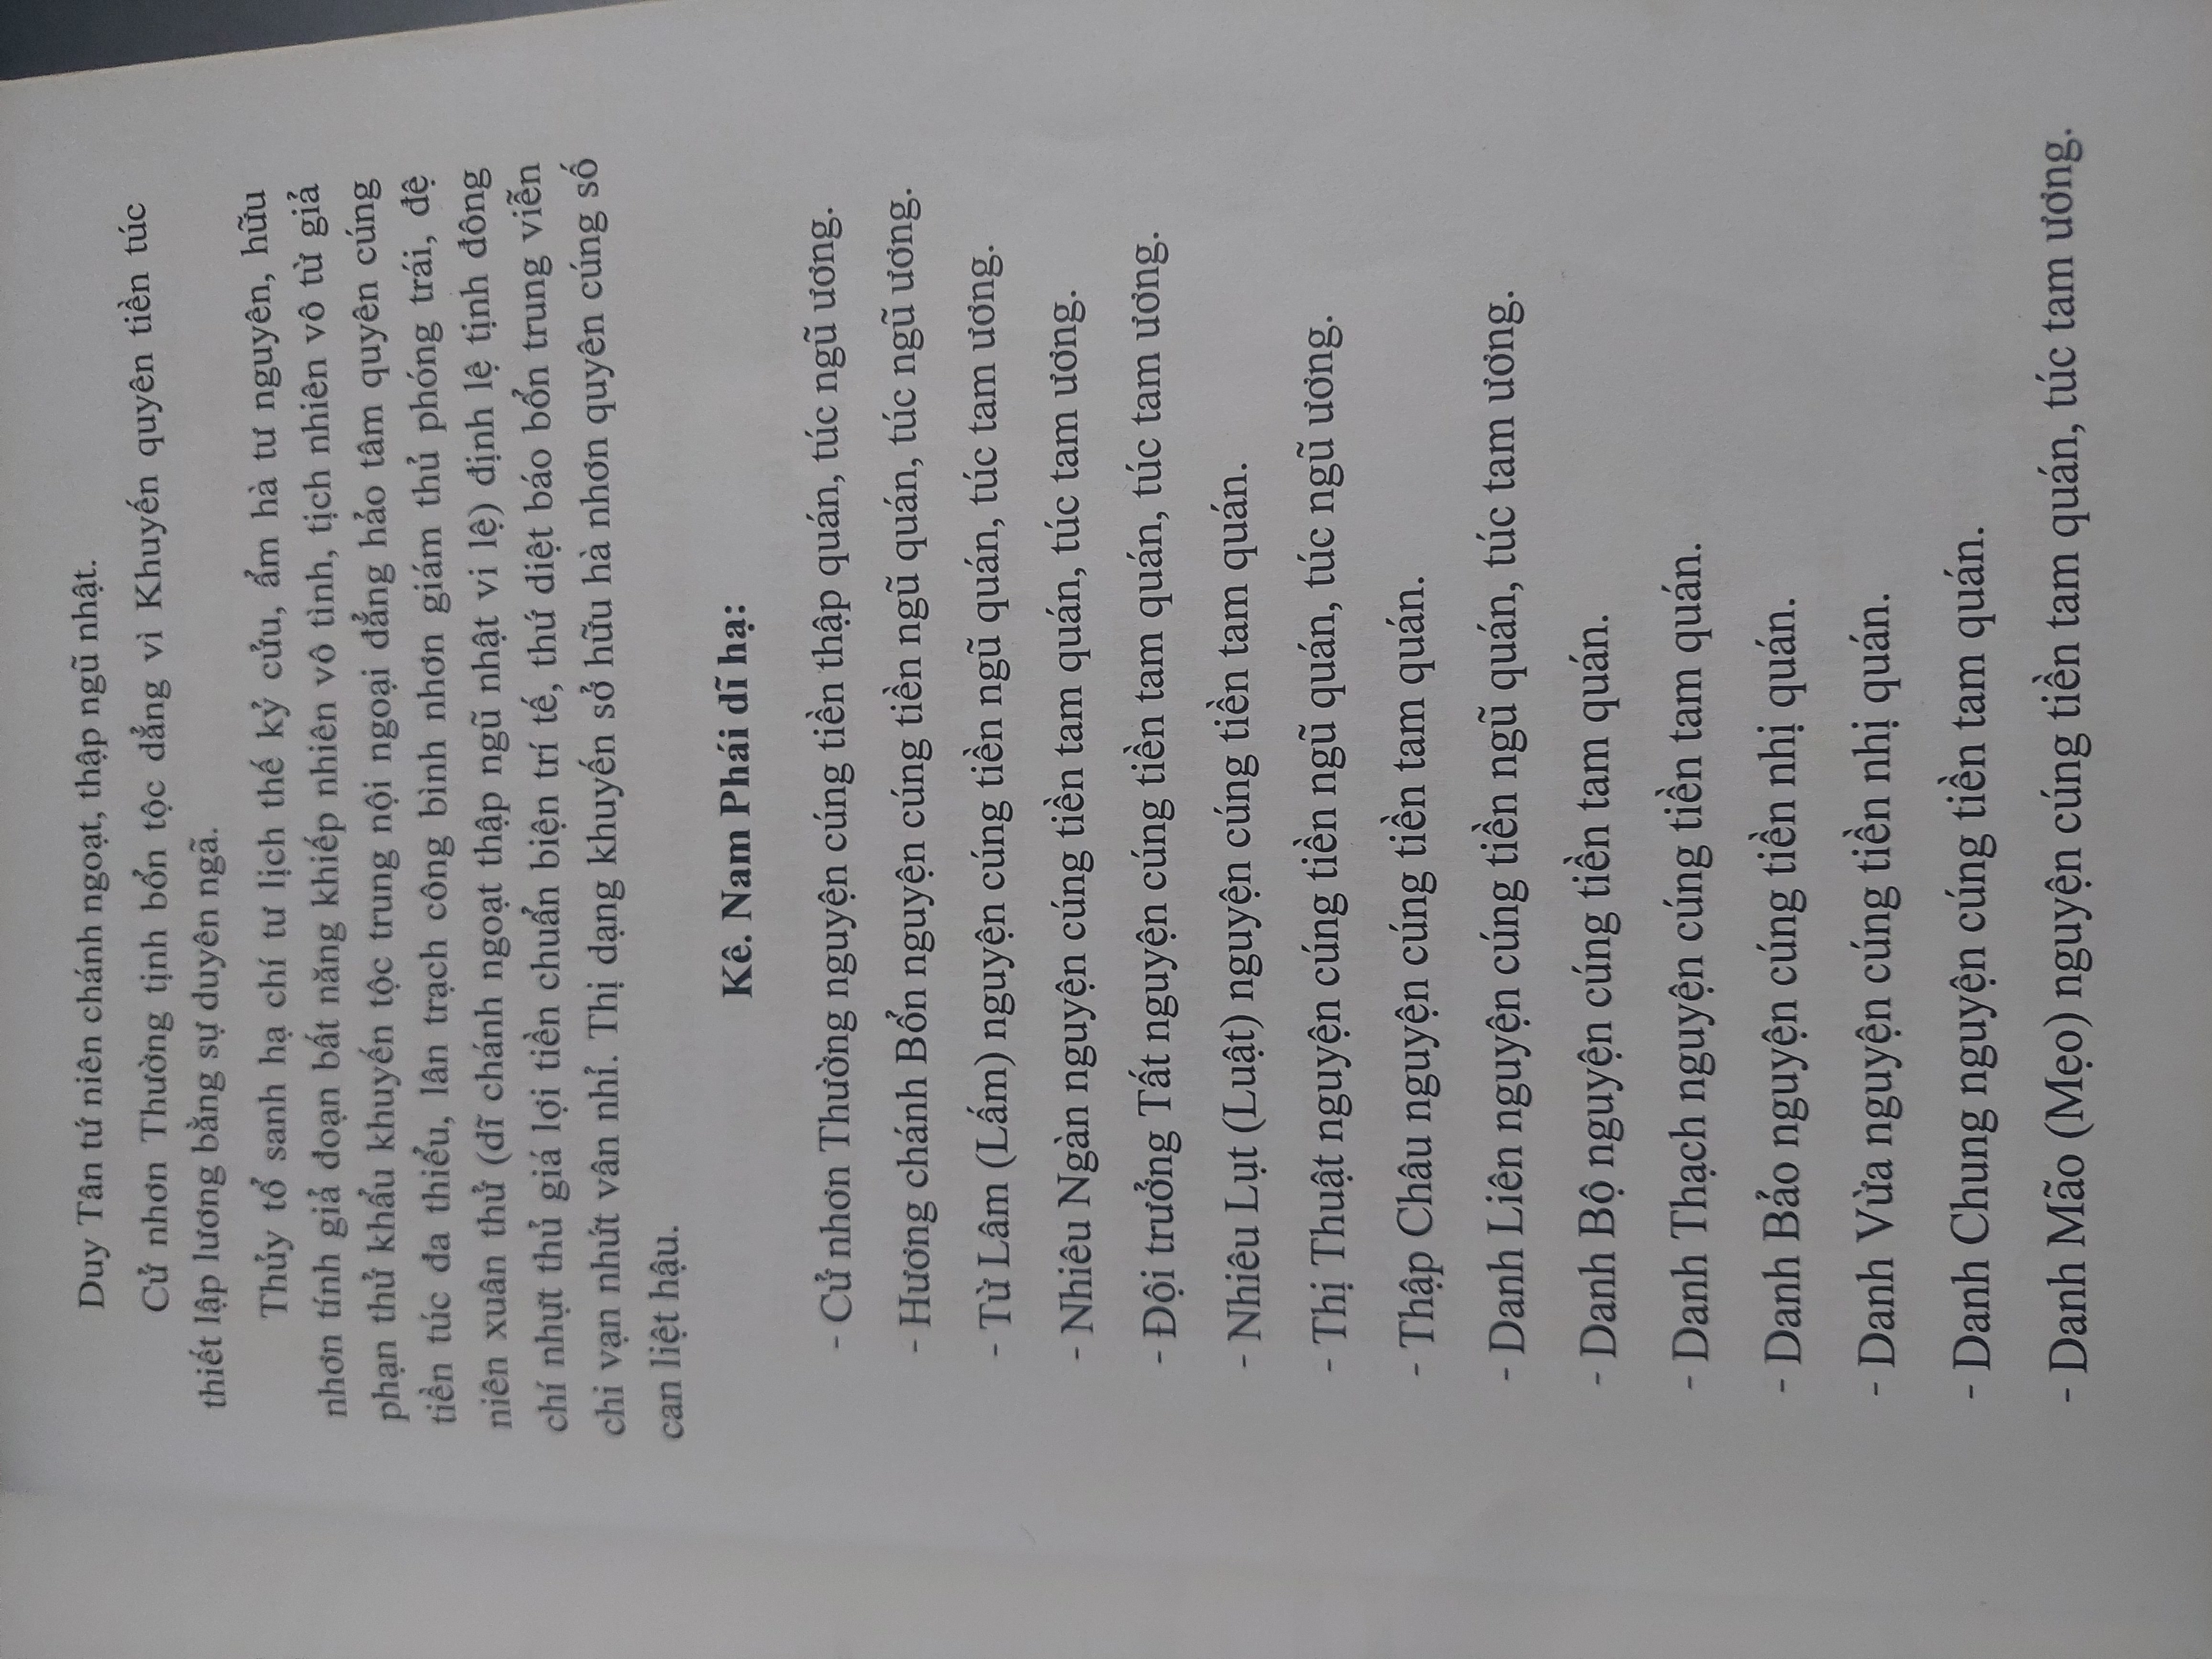 Duy Tân tứ niên chánh ngoạt, thập ngũ nhật.
Cử nhơn Thường tịnh bổn tộc dẳng vì Khuyến quyên tiền túc
thiết lập lương bằng sự duyên ngã.
Thủy tổ sanh hạ chí tư lịch thế kỷ cửu, ẩm hà tư nguyên, hữu
nhơn tính giả đoạn bất năng khiếp nhiên vô tình, tịch nhiên vô từ giả
phạn thử khẩu khuyến tộc trung nội ngoại đẳng hảo tâm quyên cúng
tiền túc đa thiểu, lân trạch công bình nhơn giám thủ phóng trái, đệ
niên xuân thử (dĩ chánh ngoạt thập ngũ nhật vi lệ) định lệ tịnh đông
chí nhựt thủ giá lợi tiền chuẩn biện trí tế, thứ diệt báo bổn trung viễn
chi vạn nhứt vân nhỉ. Thị dạng khuyến sở hữu hà nhơn quyên cúng số
can liệt hậu.
Kê. Nam Phái dĩ hạ:
- Cử nhơn Thường nguyện cúng tiền thập quán, túc ngũ ương.
- Hương chánh Bổn nguyện cúng tiền ngũ quán, túc ngũ ương.
- Từ Lâm (Lấm) nguyện cúng tiền ngũ quán, túc tam ương.
- Nhiêu Ngàn nguyện cúng tiền tam quán, túc tam ương.
- Đội trưởng Tất nguyện cúng tiền tam quán, túc tam ương.
- Nhiêu Lụt (Luật) nguyện cúng tiền tam quán.
- Thị Thuật nguyện cúng tiền ngũ quán, túc ngũ ương.
- Thập Châu nguyện cúng tiền tam quán.
- Danh Liên nguyện cúng tiền ngũ quán, túc tam ương.
- Danh Bộ nguyện cúng tiền tam quán.
- Danh Thạch nguyện cúng tiền tam quán.
- Danh Bảo nguyện cúng tiền nhị quán.
- Danh Vừa nguyện cúng tiền nhị quán.
- Danh Chung nguyện cúng tiền tam quán.
- Danh Mão (Mẹo) nguyện cúng tiền tam quán, túc tam ương.